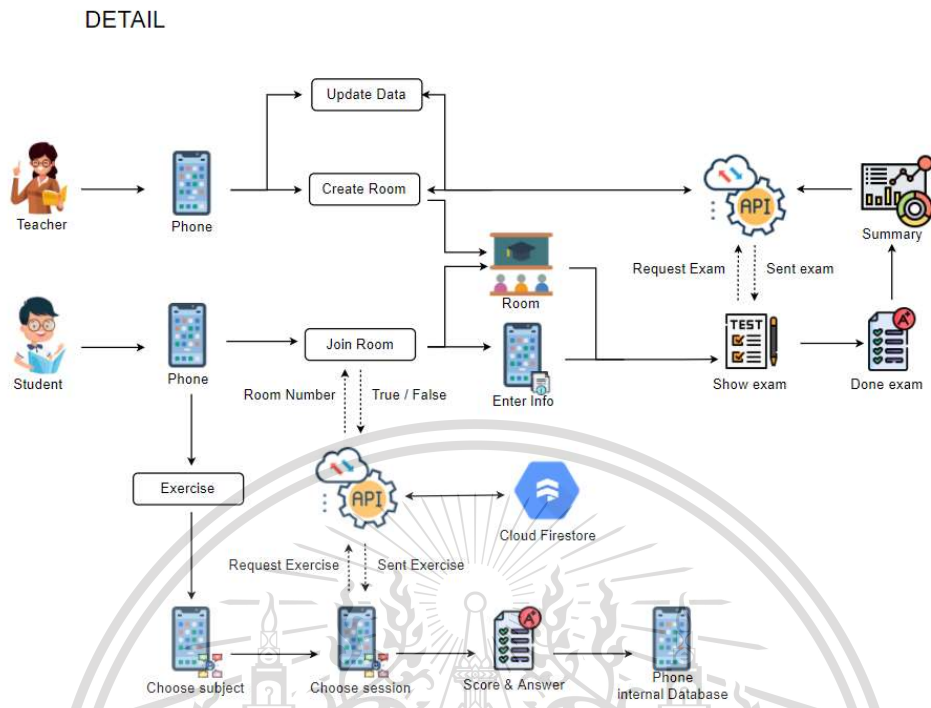 DETAIL
Update Data
Create Room
API
Teacher
Phone
Summary
Request Exam
Sent exam
Room
TEST
Join Room
Student
Phone
Enter Info
Show exam
A+
Done exam
Room Number
True / False
Exercise
API
Cloud Firestore
Request Exercise
Sent Exercise
A+
Choose subject
Choose session
Score & Answer
Phone
internal Database